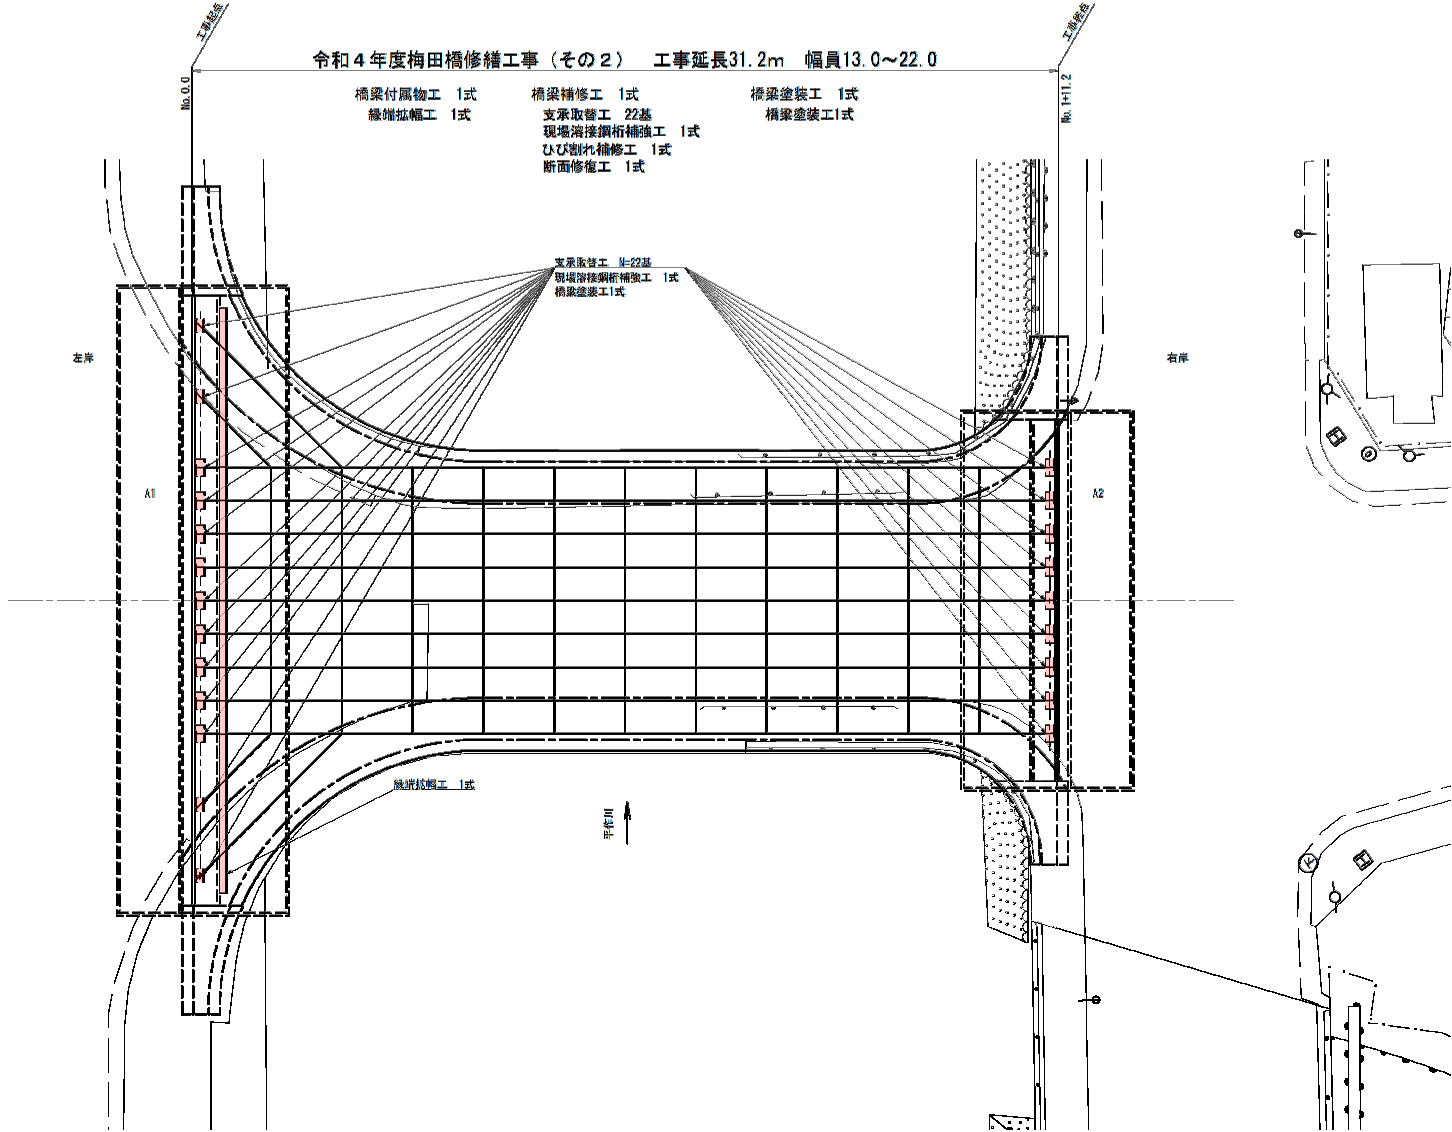 工事起点
工事終点
令和4年度梅田橋修繕工事（その2）　工事延長31.2m　幅員13.0～22.0
No.0.0
No.1+11.2
橋梁付属物工　1式
縁端拡幅工　1式
橋梁補修工　1式
支承取替工　22基
現場溶接鋼桁補強工　1式
ひび割れ補修工　1式
断面修復工　1式
橋梁塗装工　1式
橋梁塗装工1式
支承取替工　N=22基
現場溶接鋼桁補強工　1式
橋梁塗装工1式
左岸
右岸
A1
A2
縁端拡幅工　1式
平作川